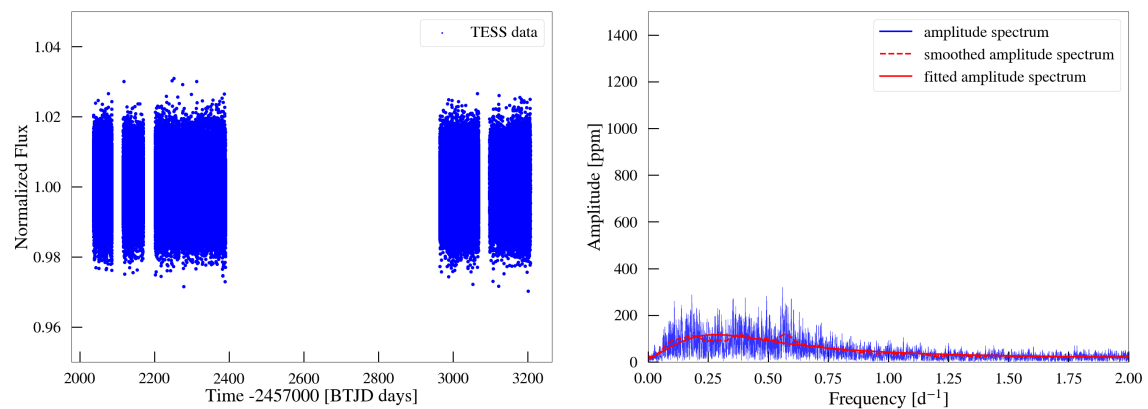 1.04
1.02
1.00
0.98
0.96
Normalized Flux
TESS data
2000 2200 2400 2600 2800 3000 3200
Time -2457000 [BTJD days]
1400
1200
1000
800
600
400
200
0
Amplitude [ppm]
amplitude spectrum
smoothed amplitude spectrum
fitted amplitude spectrum
0.00 0.25 0.50 0.75 1.00 1.25 1.50 1.75 2.00
Frequency [d⁻¹]